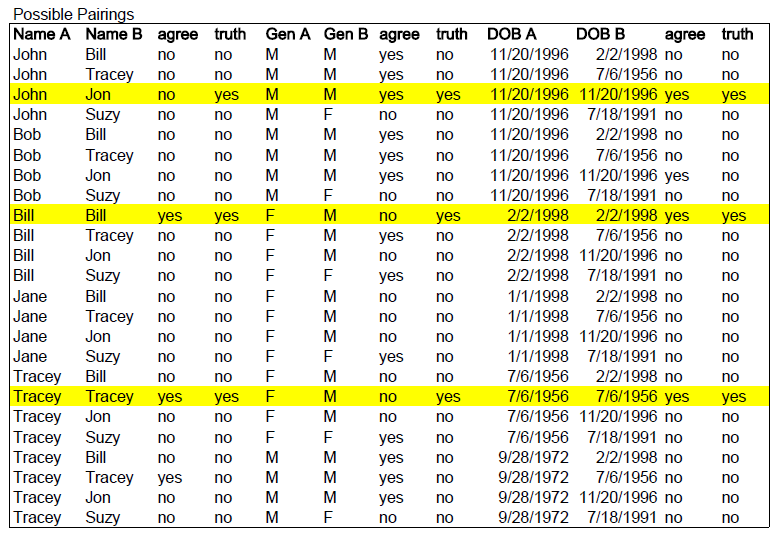 Possible Pairings
Name A Name B agree truth Gen A Gen B agree truth DOB A DOB B agree truth
John Bill no no M M yes no 11/20/1996 2/2/1998 no no
John Tracey no no M M yes no 11/20/1996 7/6/1956 no no
John Jon no yes M M yes yes 11/20/1996 11/20/1996 yes yes
John Suzy no no M F no no 11/20/1996 7/18/1991 no no
Bob Bill no no M M yes no 11/20/1996 2/2/1998 no no
Bob Tracey no no M M yes no 11/20/1996 7/6/1956 no no
Bob Jon no no M M yes no 11/20/1996 11/20/1996 yes no
Bob Suzy no no M F no no 11/20/1996 7/18/1991 no no
Bill Bill yes yes F M no yes 2/2/1998 2/2/1998 yes yes
Bill Tracey no no F M yes no 2/2/1998 7/6/1956 no no
Bill Jon no no F M no no 2/2/1998 11/20/1996 no no
Bill Suzy no no F F yes no 2/2/1998 7/18/1991 no no
Jane Bill no no F M no no 1/1/1998 2/2/1998 no no
Jane Tracey no no F M no no 1/1/1998 7/6/1956 no no
Jane Jon no no F M no no 1/1/1998 11/20/1996 no no
Jane Suzy no no F F yes no 1/1/1998 7/18/1991 no no
Tracey Bill no no F M no no 7/6/1956 2/2/1998 no no
Tracey Tracey yes yes F M no yes 7/6/1956 7/6/1956 yes yes
Tracey Jon no no F M no no 7/6/1956 11/20/1996 no no
Tracey Suzy no no F F yes no 7/6/1956 7/18/1991 no no
Tracey Bill no no M M yes no 9/28/1972 2/2/1998 no no
Tracey Tracey yes no M M yes no 9/28/1972 7/6/1956 no no
Tracey Jon no no M M yes no 9/28/1972 11/20/1996 no no
Tracey Suzy no no M F no no 9/28/1972 7/18/1991 no no